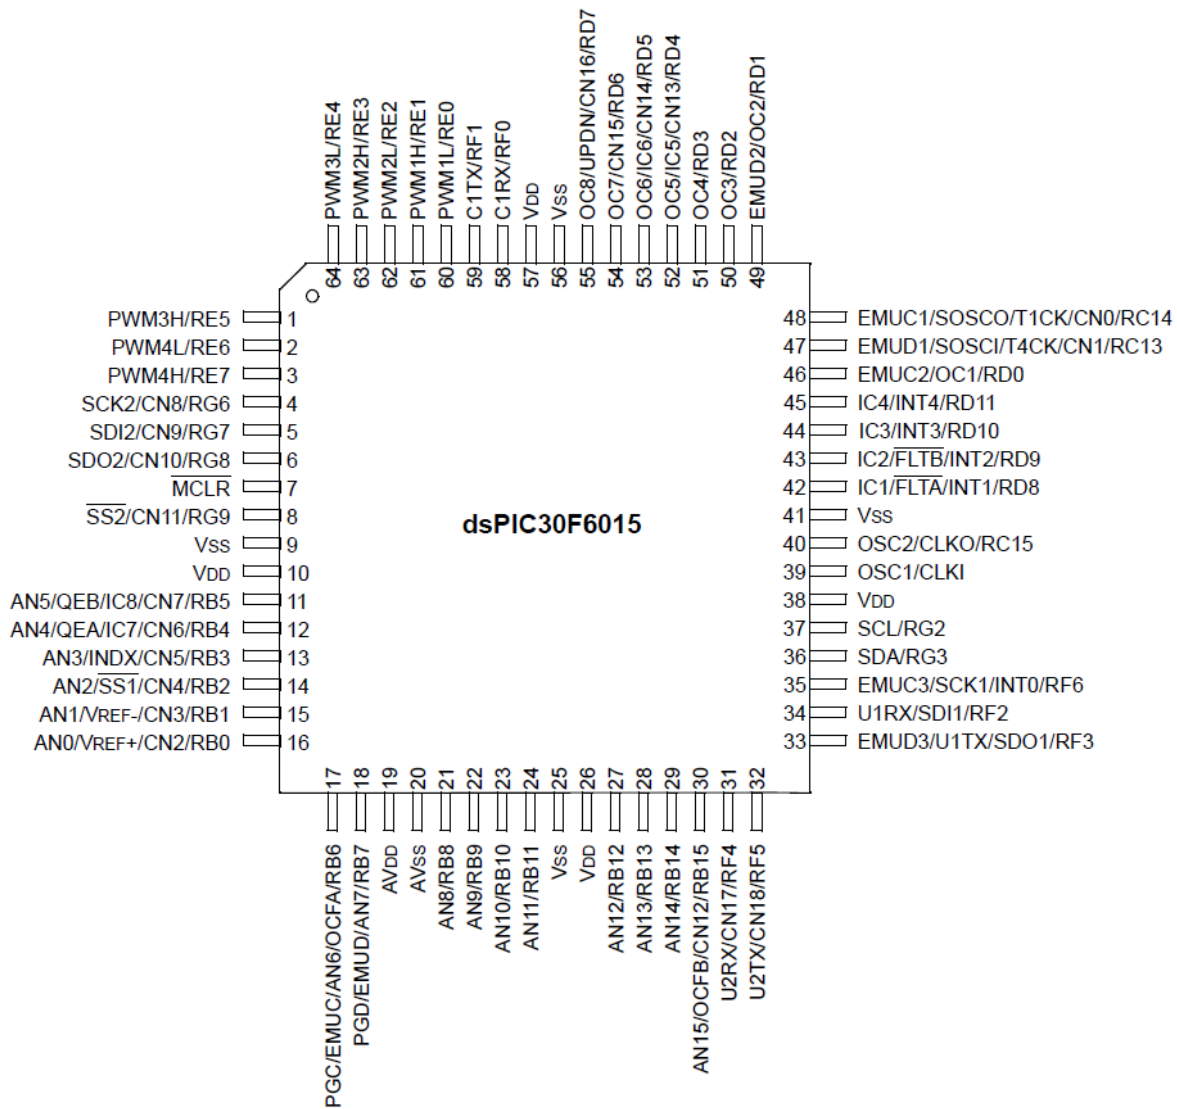 PWM3L/RE4
PWM2H/RE3
PWM2L/RE2
PWM1H/RE1
PWM1L/RE0
C1TX/RF1
C1RX/RF0
VDD
VSS
OC8/UPDN/CN16/RD7
OC7/CN15/RD6
OC6/IC6/CN14/RD5
OC5/IC5/CN13/RD4
OC4/RD3
OC3/RD2
EMUD2/OC2/RD1
64 63 62 61 60 59 58 57 56 55 54 53 52 51 50 49
PWM3H/RE5 1
PWM4L/RE6 2
PWM4H/RE7 3
SCK2/CN8/RG6 4
SDI2/CN9/RG7 5
SDO2/CN10/RG8 6
MCLR 7
SS2/CN11/RG9 8
VSS 9
VDD 10
AN5/QEB/IC8/CN7/RB5 11
AN4/QEA/IC7/CN6/RB4 12
AN3/INDX/CN5/RB3 13
AN2/SS1/CN4/RB2 14
AN1/VREF-/CN3/RB1 15
AN0/VREF+/CN2/RB0 16
dsPIC30F6015
48 EMUC1/SOSCO/T1CK/CN0/RC14
47 EMUD1/SOSCI/T4CK/CN1/RC13
46 EMUC2/OC1/RD0
45 IC4/INT4/RD11
44 IC3/INT3/RD10
43 IC2/FLTB/INT2/RD9
42 IC1/FLTA/INT1/RD8
41 VSS
40 OSC2/CLKO/RC15
39 OSC1/CLKI
38 VDD
37 SCL/RG2
36 SDA/RG3
35 EMUC3/SCK1/INT0/RF6
34 U1RX/SDI1/RF2
33 EMUD3/U1TX/SDO1/RF3
17 18 19 20 21 22 23 24 25 26 27 28 29 30 31 32
PGC/EMUC/AN6/OCFA/RB6
PGD/EMUD/AN7/RB7
AVDD
AVSS
AN8/RB8
AN9/RB9
AN10/RB10
AN11/RB11
VSS
VDD
AN12/RB12
AN13/RB13
AN14/RB14
AN15/OCFB/CN12/RB15
U2RX/CN17/RF4
U2TX/CN18/RF5